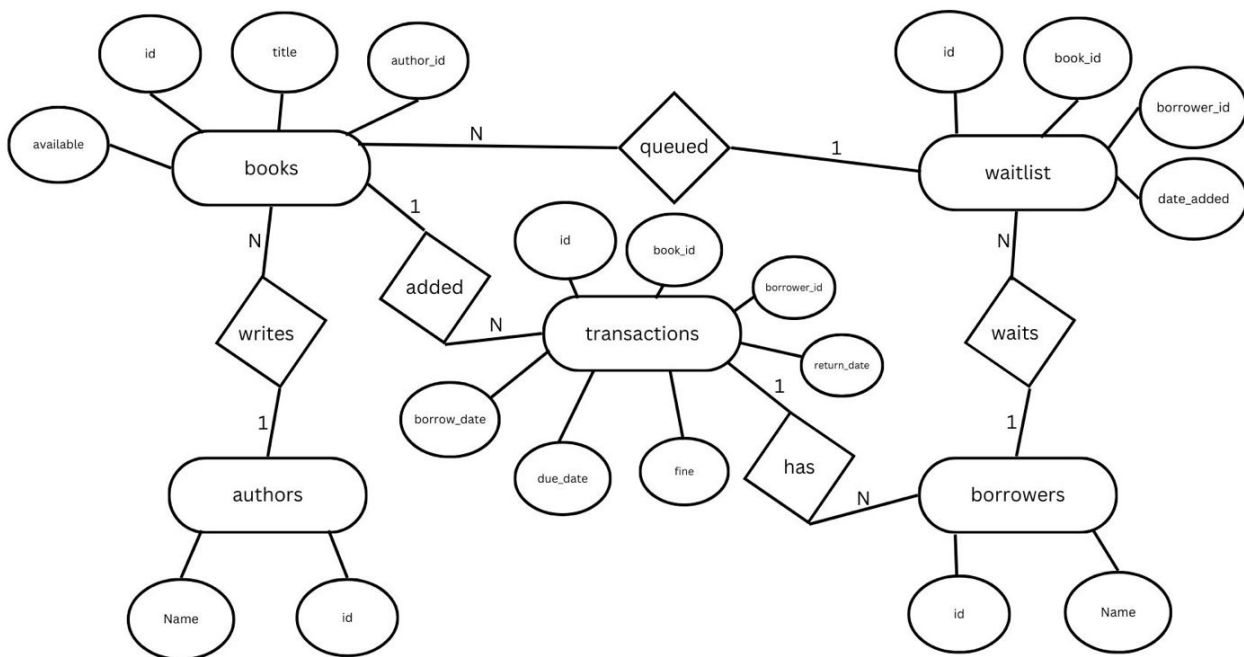 id
title
author_id
available
books
N
queued
1
id
book_id
borrower_id
date_added
waitlist
1
added
N
id
book_id
borrower_id
return_date
transactions
borrow_date
due_date
fine
N
writes
1
authors
Name
id
1
has
N
N
waits
1
borrowers
id
Name